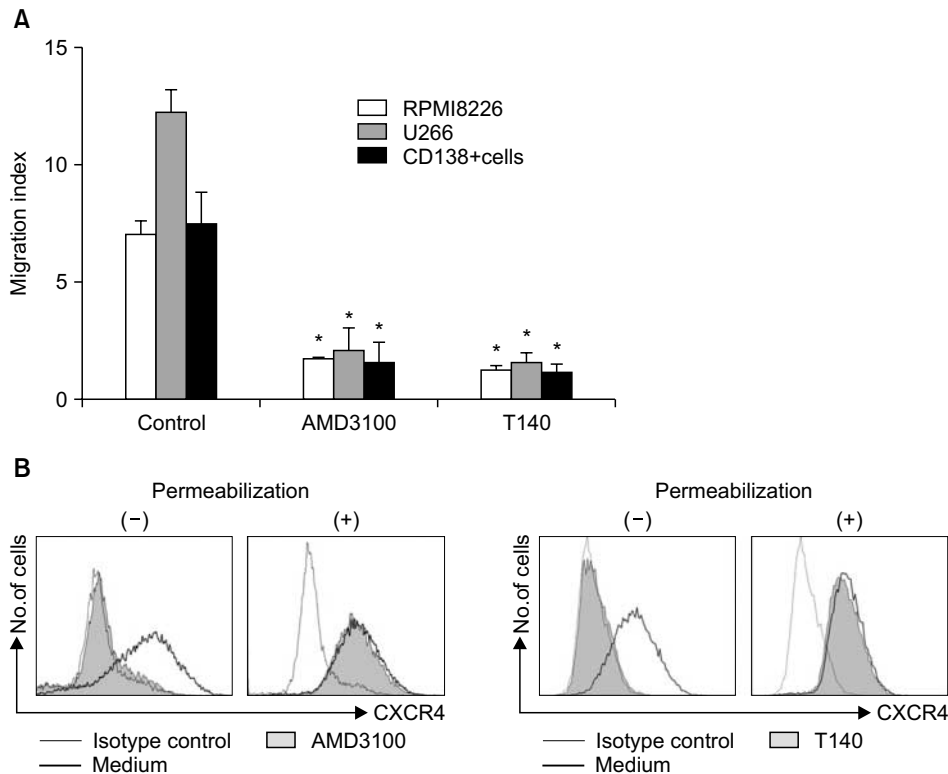 A
15
10
5
0
Migration index
RPMI8226
U266
CD138+cells
* * *
* * *
Control AMD3100 T140
B
Permeabilization
(−) (+)
No.of cells
CXCR4
Isotype control AMD3100
Medium
Permeabilization
(−) (+)
No.of cells
CXCR4
Isotype control T140
Medium